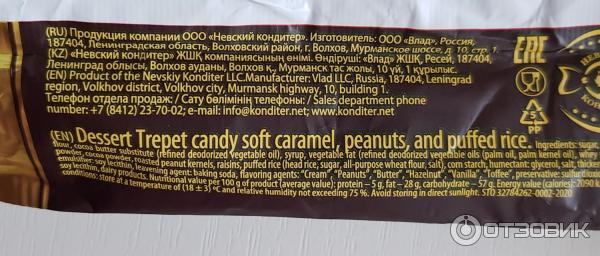 (RU) Продукция компании ООО «Невский кондитер». Изготовитель: ООО «Влад», Россия,
187404, Ленинградская область, Волховский район, г. Волхов, Мурманское шоссе, д. 10, стр. 1.
(KZ) «Невский кондитер» ЖШҚ компаниясының өнімі. Өндіруші: «Влад» ЖШҚ, Ресей, 187404,
Ленинград облысы, Волхов ауданы, Волхов қ., Мурманск тас жолы, 10 үй, 1 құрылыс.
(EN) Product of the Nevskiy Konditer LLC.Manufacturer: Vlad LLC, Russia, Leningrad
region, Volkhov district, Volkhov city, Murmansk highway, 10, building 1.
Телефон отдела продаж: / Сату бөлімінің телефоны: / Sales department phone
number: +7 (8412) 23-70-02; e-mail: info@konditer.net; www.konditer.net
EAC
5
PP
(EN) Dessert Trepet candy soft caramel, peanuts, and puffed rice. Ingredients: sugar,
flour, cocoa butter substitute (refined deodorized vegetable oil), syrup, vegetable fat (refined deodorized vegetable oils (palm oil, palm kernel oil), whey
powder, cocoa powder, roasted peanut kernels, raisins, puffed rice (head rice, sugar, all-purpose wheat flour, salt), corn starch, humectant: glycerol, salt,
emulsifier: soy lecithin, dairy products, leavening agent: baking soda, flavoring agents: "Cream", "Peanuts", "Butter", "Hazelnut", "Vanilla", "Toffee", preservative: sulfur
Nutritional value per 100 g of product (average value): protein – 5 g, fat – 28 g, carbohydrate – 57 g. Energy value (calories): 2090
conditions: store at a temperature of (18 ± 3) °C and relative humidity not exceeding 75 %. Avoid storing in direct sunlight. STO 32784262-0002-2020
ОТЗОВИК